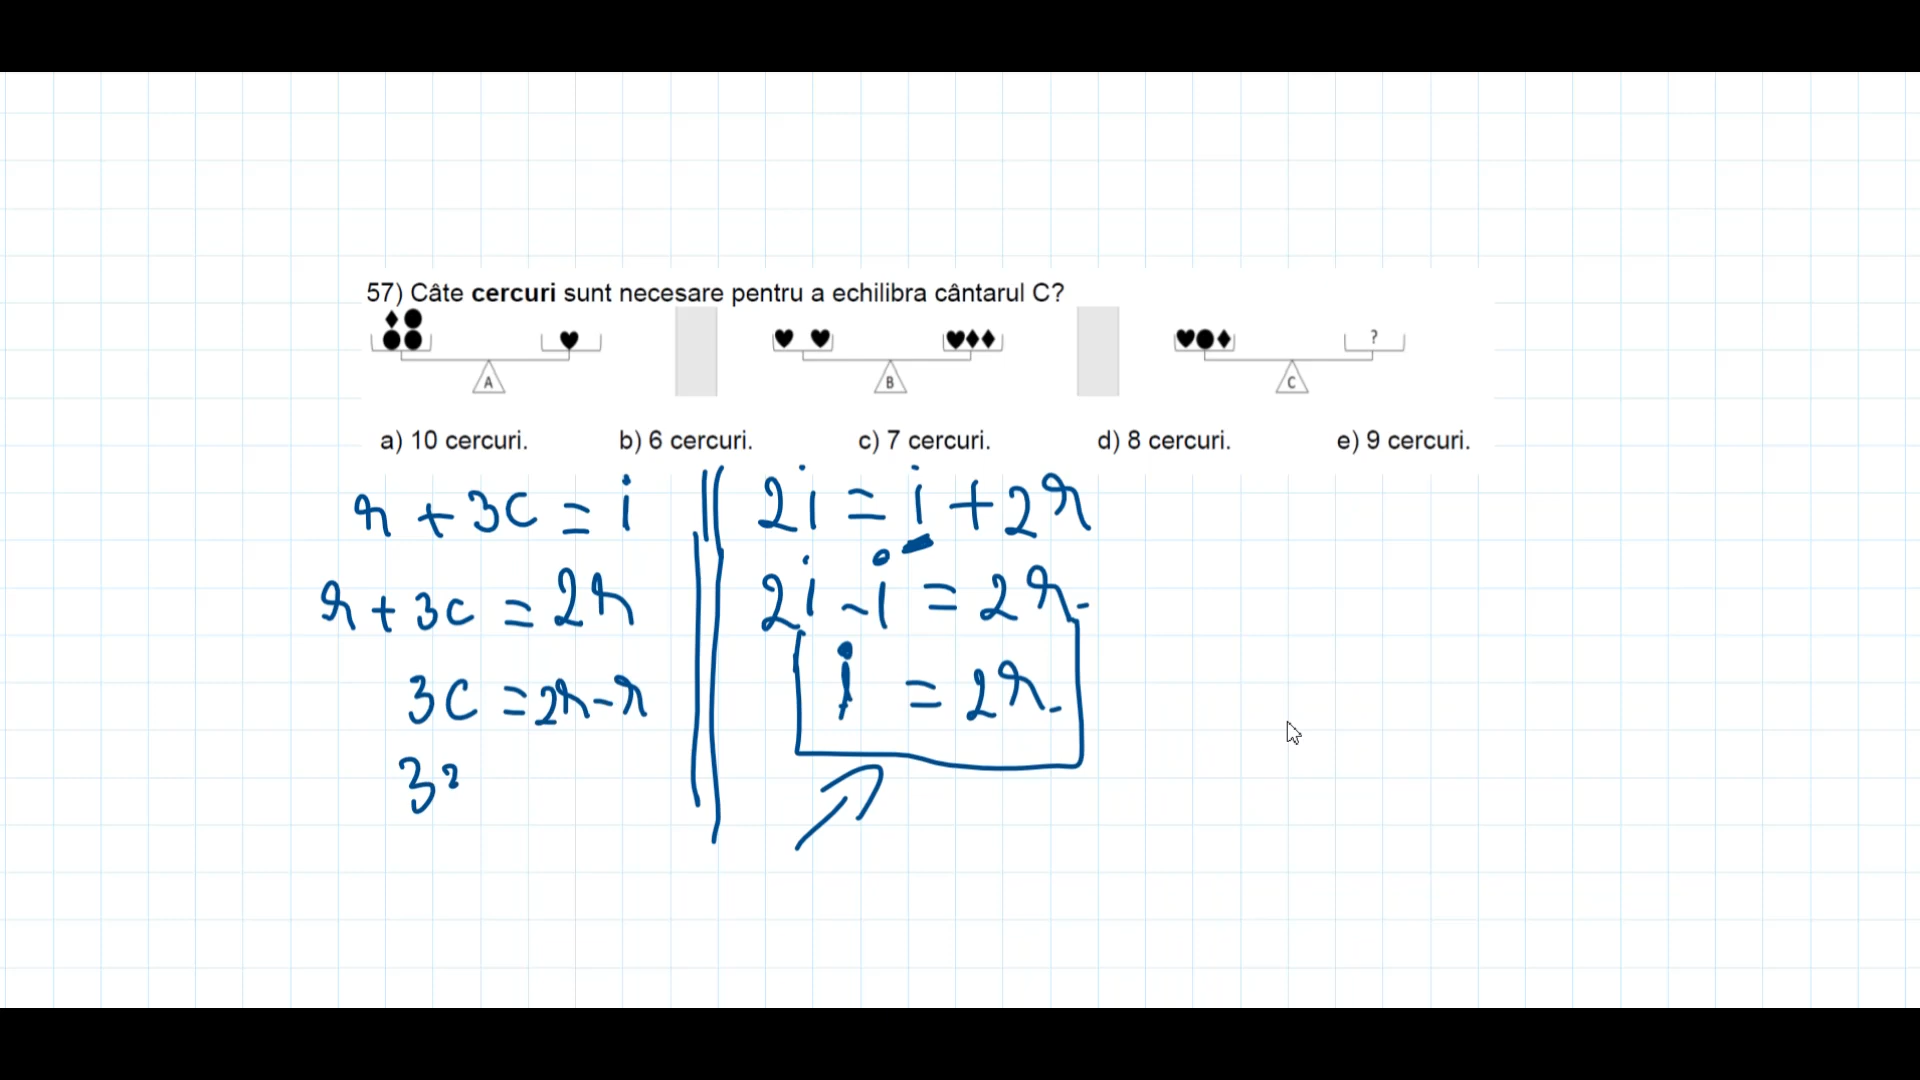 57) Câte cercuri sunt necesare pentru a echilibra cântarul C?
?
A B C
a) 10 cercuri. b) 6 cercuri. c) 7 cercuri. d) 8 cercuri. e) 9 cercuri.
r + 3c = i
r + 3c = 2r
3c = 2r - r
3
2i = i + 2r
2i - i = 2r
i = 2r